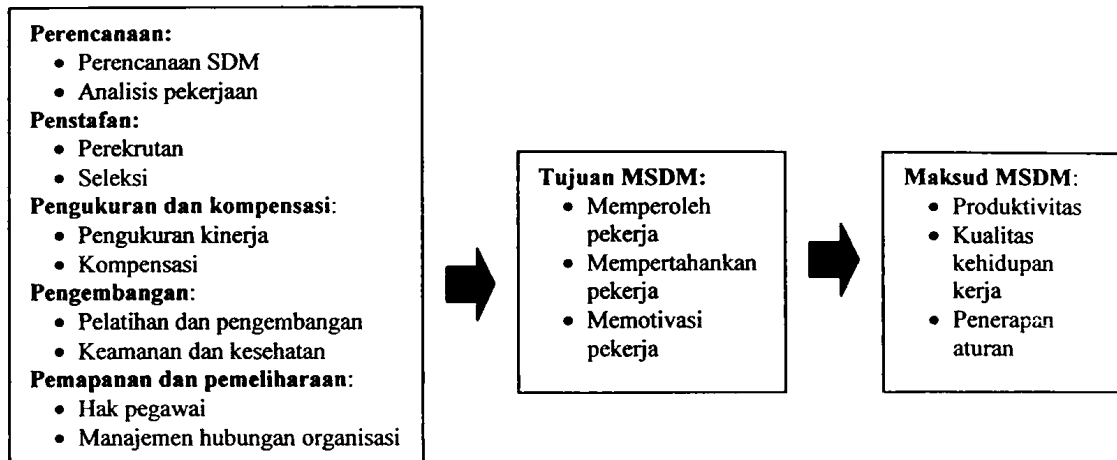 Perencanaan:
• Perencanaan SDM
• Analisis pekerjaan
Penstafan:
• Perekrutan
• Seleksi
Pengukuran dan kompensasi:
• Pengukuran kinerja
• Kompensasi
Pengembangan:
• Pelatihan dan pengembangan
• Keamanan dan kesehatan
Pemapanan dan pemeliharaan:
• Hak pegawai
• Manajemen hubungan organisasi
Tujuan MSDM:
• Memperoleh
pekerja
• Mempertahankan
pekerja
• Memotivasi
pekerja
Maksud MSDM:
• Produktivitas
• Kualitas
kehidupan
kerja
• Penerapan
aturan